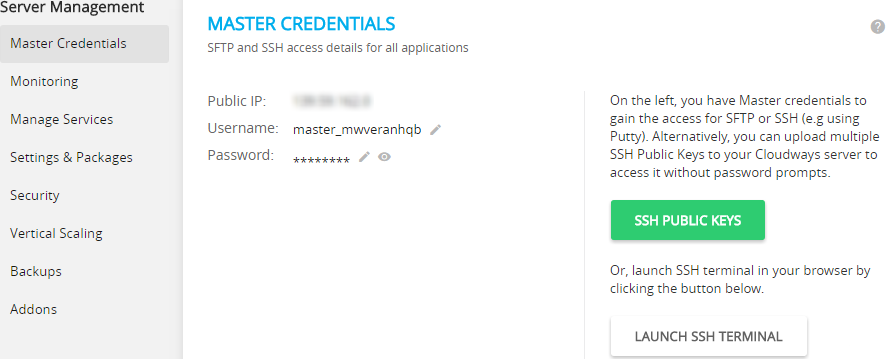 Server Management
Master Credentials
Monitoring
Manage Services
Settings & Packages
Security
Vertical Scaling
Backups
Addons
MASTER CREDENTIALS
SFTP and SSH access details for all applications
?
Public IP:
Username: master_mwveranhqb
Password: ********
On the left, you have Master credentials to
gain the access for SFTP or SSH (e.g using
Putty). Alternatively, you can upload multiple
SSH Public Keys to your Cloudways server to
access it without password prompts.
SSH PUBLIC KEYS
Or, launch SSH terminal in your browser by
clicking the button below.
LAUNCH SSH TERMINAL